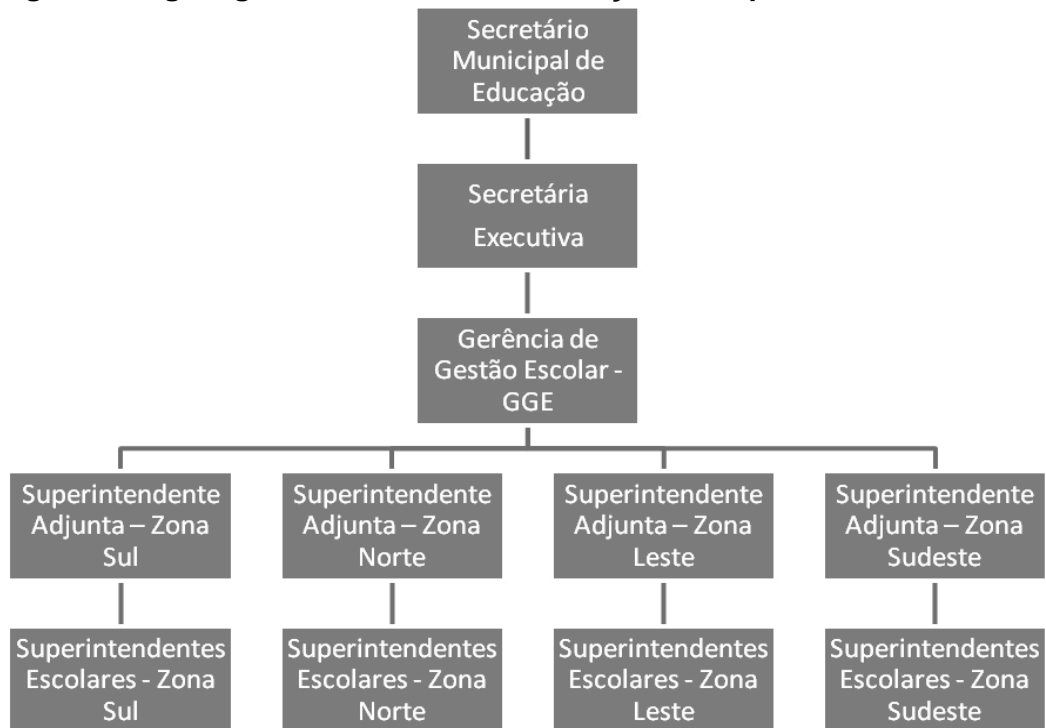 Secretário
Municipal de
Educação
Secretária
Executiva
Gerência de
Gestão Escolar -
GGE
Superintendente
Adjunta – Zona
Sul
Superintendente
Adjunta – Zona
Norte
Superintendente
Adjunta – Zona
Leste
Superintendente
Adjunta – Zona
Sudeste
Superintendentes
Escolares - Zona
Sul
Superintendentes
Escolares - Zona
Norte
Superintendentes
Escolares - Zona
Leste
Superintendentes
Escolares - Zona
Sudeste